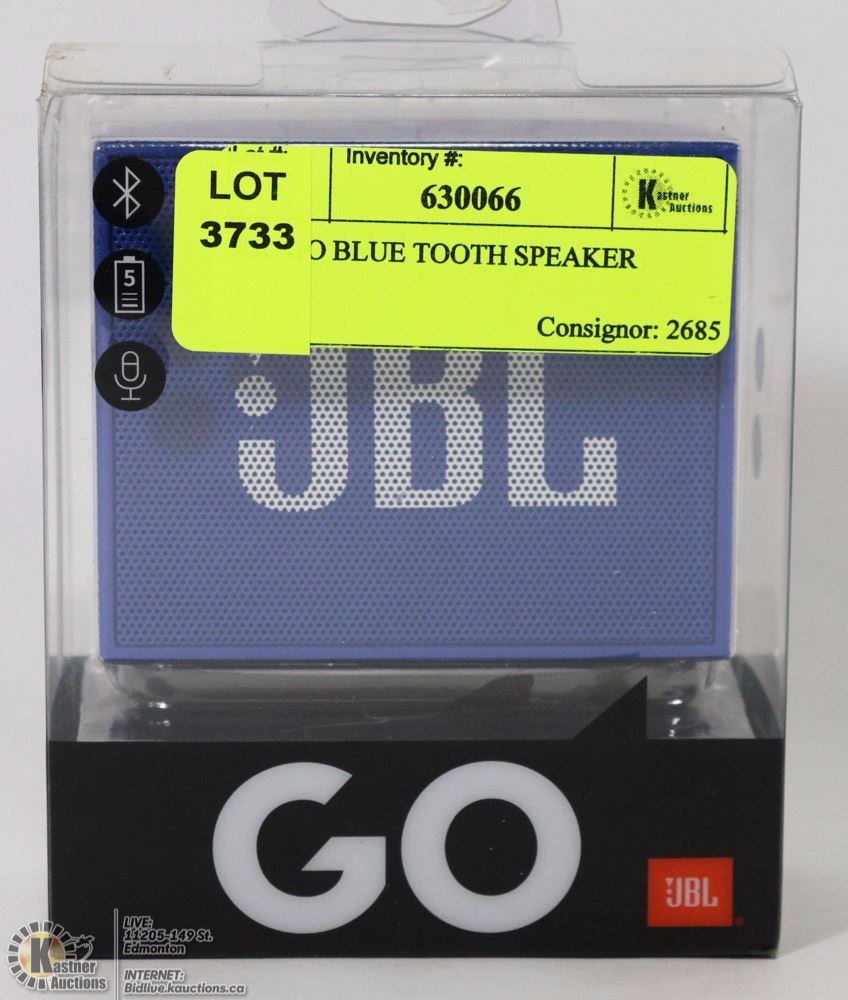 Inventory #:
LOT
3733
630066
Kastner
Auctions
O BLUE TOOTH SPEAKER
Consignor: 2685
5
JBL
GO
JBL
LIVE:
11205-149 St.
Edmonton
Kastner
Auctions
INTERNET:
Bidlive.kauctions.ca